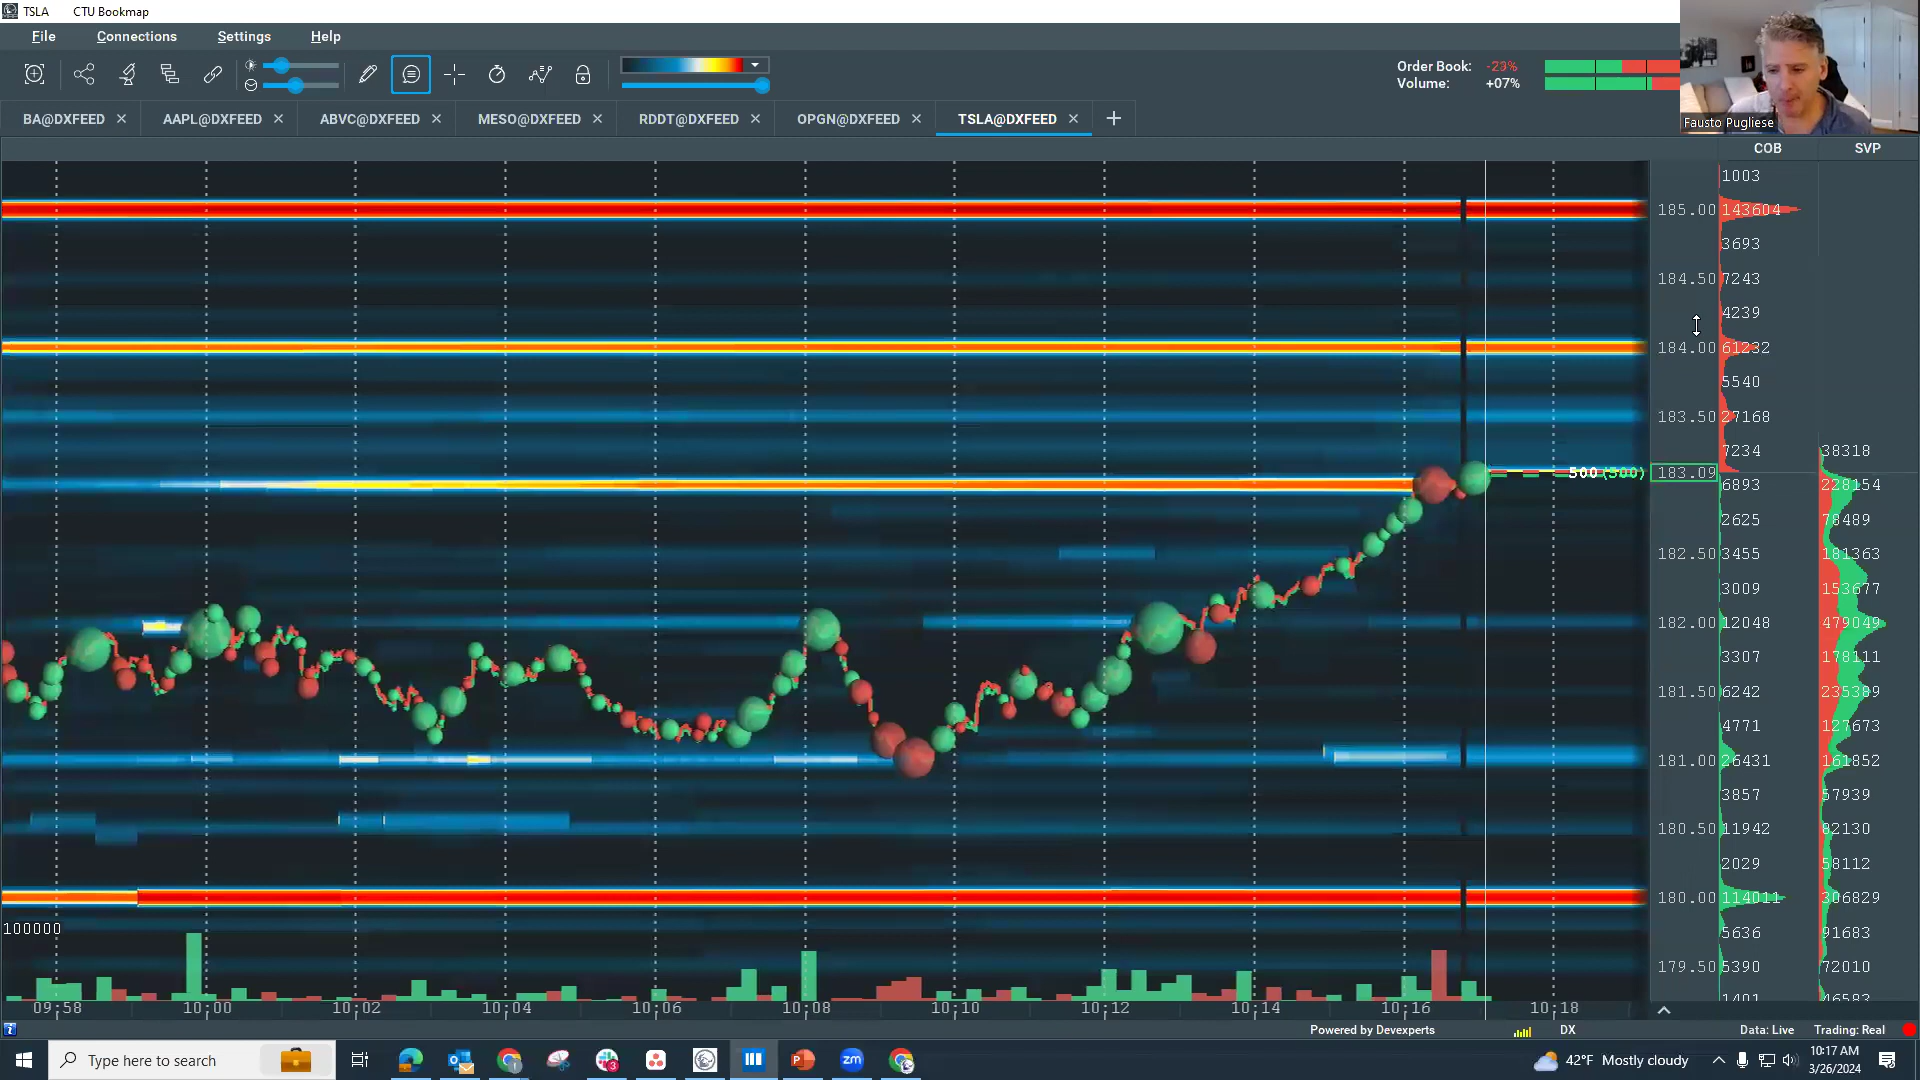 TSLA CTU Bookmap
File Connections Settings Help
Order Book: -23%
Volume: +07%
Fausto Pugliese
BA@DXFEED AAPL@DXFEED ABVC@DXFEED MESO@DXFEED RDDT@DXFEED OPGN@DXFEED TSLA@DXFEED
COB SVP
1003
185.00 143604
3693
184.50 7243
4239
184.00 61232
5540
183.50 27168
7234 38318
500 (500) 183.09
6893 228154
2625 78489
182.50 3455 181363
3009 153677
182.00 12048 479049
3307 178111
181.50 6242 235389
4771 127673
181.00 26431 161852
3857 57939
180.50 11942 82130
2029 58112
180.00 114011 306829
100000
5636 91683
179.50 5390 72010
1401 46583
09:58 10:00 10:02 10:04 10:06 10:08 10:10 10:12 10:14 10:16 10:18
Powered by Devexperts DX Data: Live Trading: Real
Type here to search
42°F Mostly cloudy
10:17 AM
3/26/2024